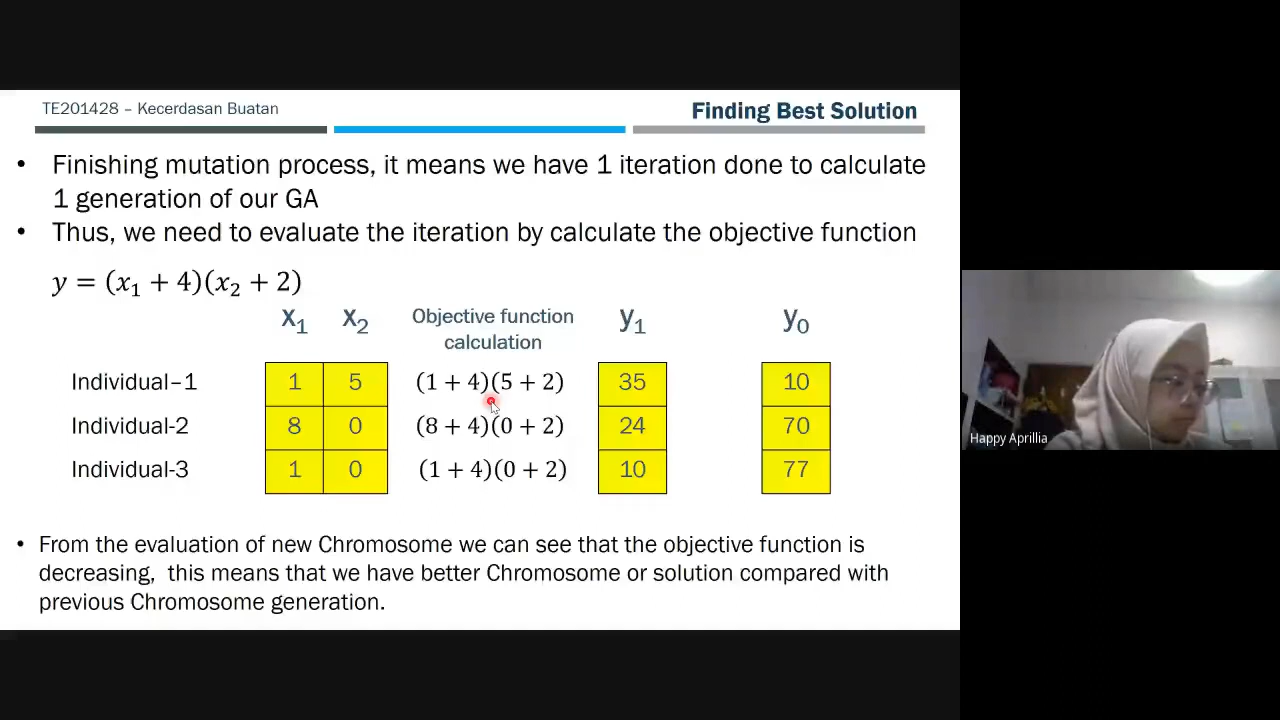 TE201428 – Kecerdasan Buatan
Finding Best Solution
• Finishing mutation process, it means we have 1 iteration done to calculate
1 generation of our GA
• Thus, we need to evaluate the iteration by calculate the objective function
y = (x₁ + 4)(x₂ + 2)
x₁ x₂ Objective function y₁ y₀
calculation
Individual–1 1 5 (1 + 4)(5 + 2) 35 10
Individual-2 8 0 (8 + 4)(0 + 2) 24 70
Individual-3 1 0 (1 + 4)(0 + 2) 10 77
• From the evaluation of new Chromosome we can see that the objective function is
decreasing, this means that we have better Chromosome or solution compared with
previous Chromosome generation.
Happy Aprillia